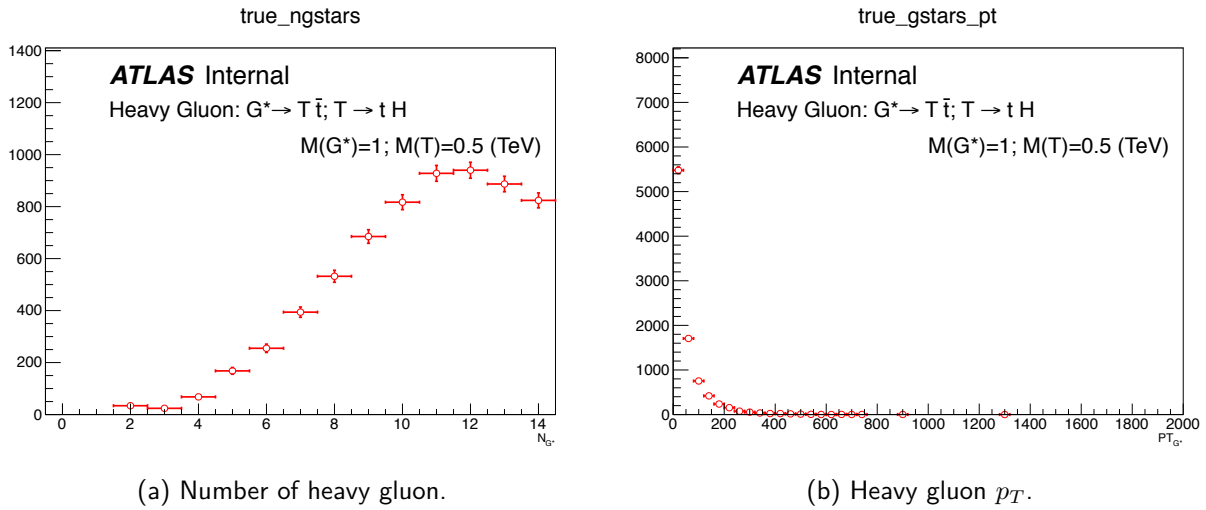 true_ngstars
1400
1200
1000
800
600
400
200
0
ATLAS Internal
Heavy Gluon: G*→ T t̄; T → t H
M(G*)=1; M(T)=0.5 (TeV)
0 2 4 6 8 10 12 14
N_G*
(a) Number of heavy gluon.
true_gstars_pt
8000
7000
6000
5000
4000
3000
2000
1000
0
ATLAS Internal
Heavy Gluon: G*→ T t̄; T → t H
M(G*)=1; M(T)=0.5 (TeV)
0 200 400 600 800 1000 1200 1400 1600 1800 2000
PT_G*
(b) Heavy gluon p_T.